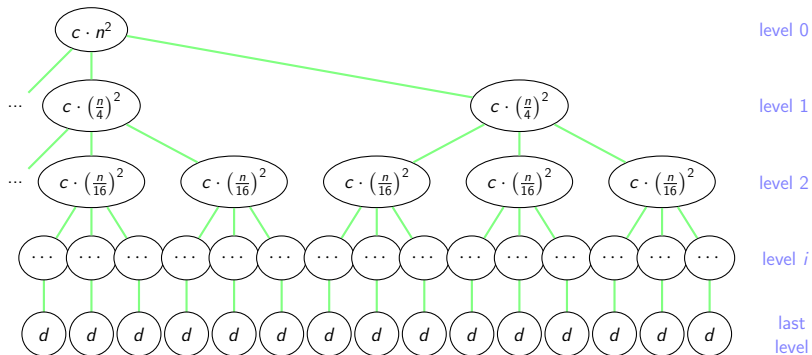 c · n² level 0
... c · (n/4)² c · (n/4)² level 1
... c · (n/16)² c · (n/16)² c · (n/16)² c · (n/16)² c · (n/16)² level 2
··· ··· ··· ··· ··· ··· ··· ··· ··· ··· ··· ··· ··· ··· ··· level i
d d d d d d d d d d d d d d d last
level